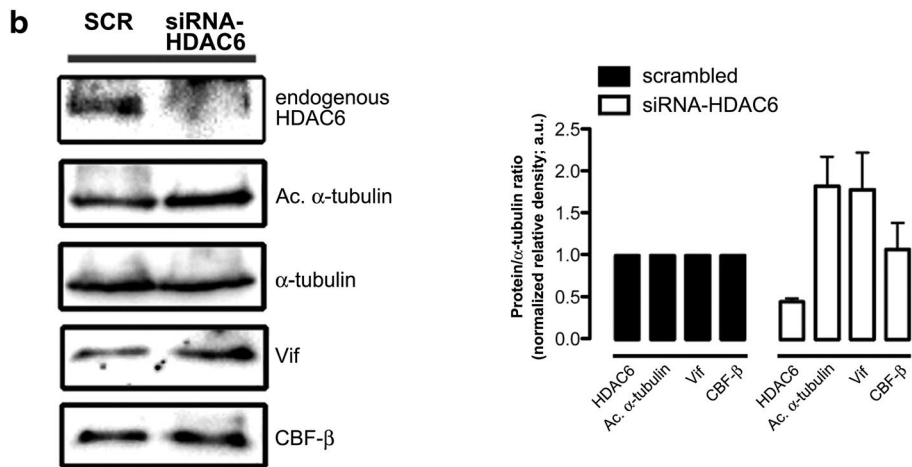 b
SCR
siRNA-
HDAC6
endogenous
HDAC6
Ac. α-tubulin
α-tubulin
Vif
CBF-β
scrambled
siRNA-HDAC6
Protein/α-tubulin ratio
(normalized relative density; a.u.)
2.5
2.0
1.5
1.0
0.5
0.0
HDAC6
Ac. α-tubulin
Vif
CBF-β
HDAC6
Ac. α-tubulin
Vif
CBF-β